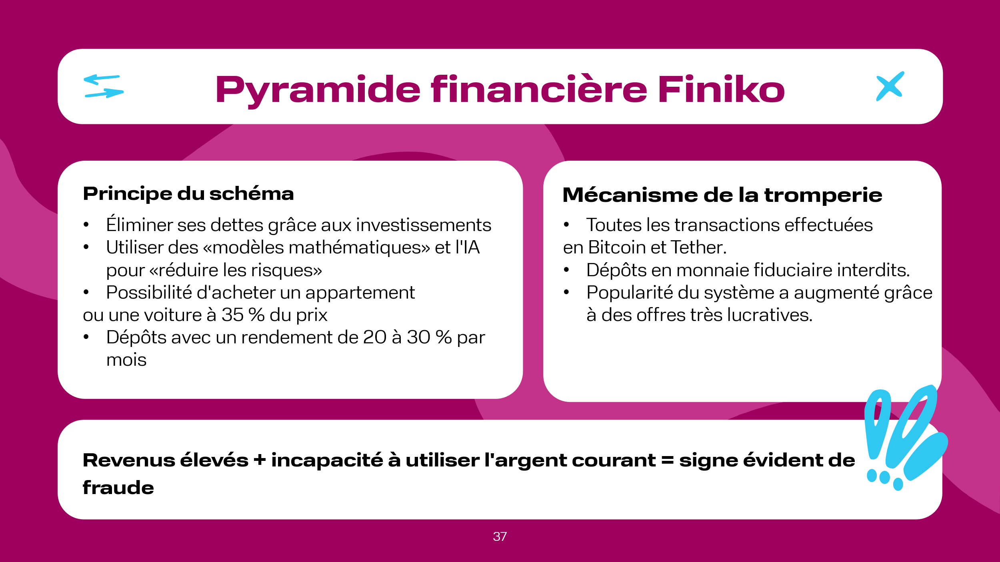 Pyramide financière Finiko
Principe du schéma
• Éliminer ses dettes grâce aux investissements
• Utiliser des «modèles mathématiques» et l'IA
pour «réduire les risques»
• Possibilité d'acheter un appartement
ou une voiture à 35 % du prix
• Dépôts avec un rendement de 20 à 30 % par
mois
Mécanisme de la tromperie
• Toutes les transactions effectuées
en Bitcoin et Tether.
• Dépôts en monnaie fiduciaire interdits.
• Popularité du système a augmenté grâce
à des offres très lucratives.
Revenus élevés + incapacité à utiliser l'argent courant = signe évident de
fraude
37